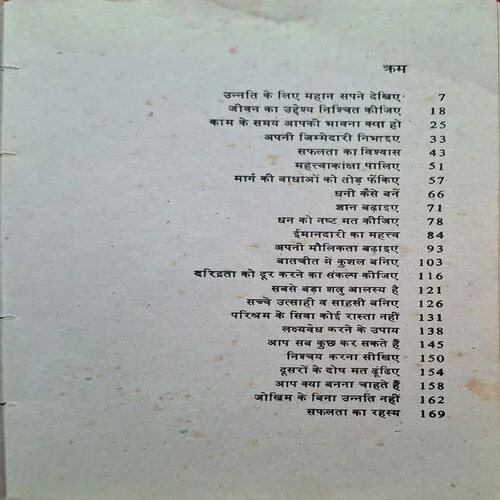 क्रम
उन्नति के लिए महान सपने देखिए 7
जीवन का उद्देश्य निश्चित कीजिए 18
काम के समय आपकी भावना क्या हो 25
अपनी जिम्मेदारी निभाइए 33
सफलता का विश्वास 43
महत्त्वाकांक्षा पालिए 51
मार्ग की बाधाओं को तोड़ फेंकिए 57
धनी कैसे बनें 66
ज्ञान बढ़ाइए 71
धन को नष्ट मत कीजिए 78
ईमानदारी का महत्त्व 84
अपनी मौलिकता बढ़ाइए 93
बातचीत में कुशल बनिए 103
दरिद्रता को दूर करने का संकल्प कीजिए 116
सबसे बड़ा शत्रु आलस्य है 121
सच्चे उत्साही व साहसी बनिए 126
परिश्रम के सिवा कोई रास्ता नहीं 131
लक्ष्यवेध करने के उपाय 138
आप सब कुछ कर सकते हैं 145
निश्चय करना सीखिए 150
दूसरों के दोष मत ढूंढिए 154
आप क्या बनना चाहते हैं 158
जोखिम के बिना उन्नति नहीं 162
सफलता का रहस्य 169